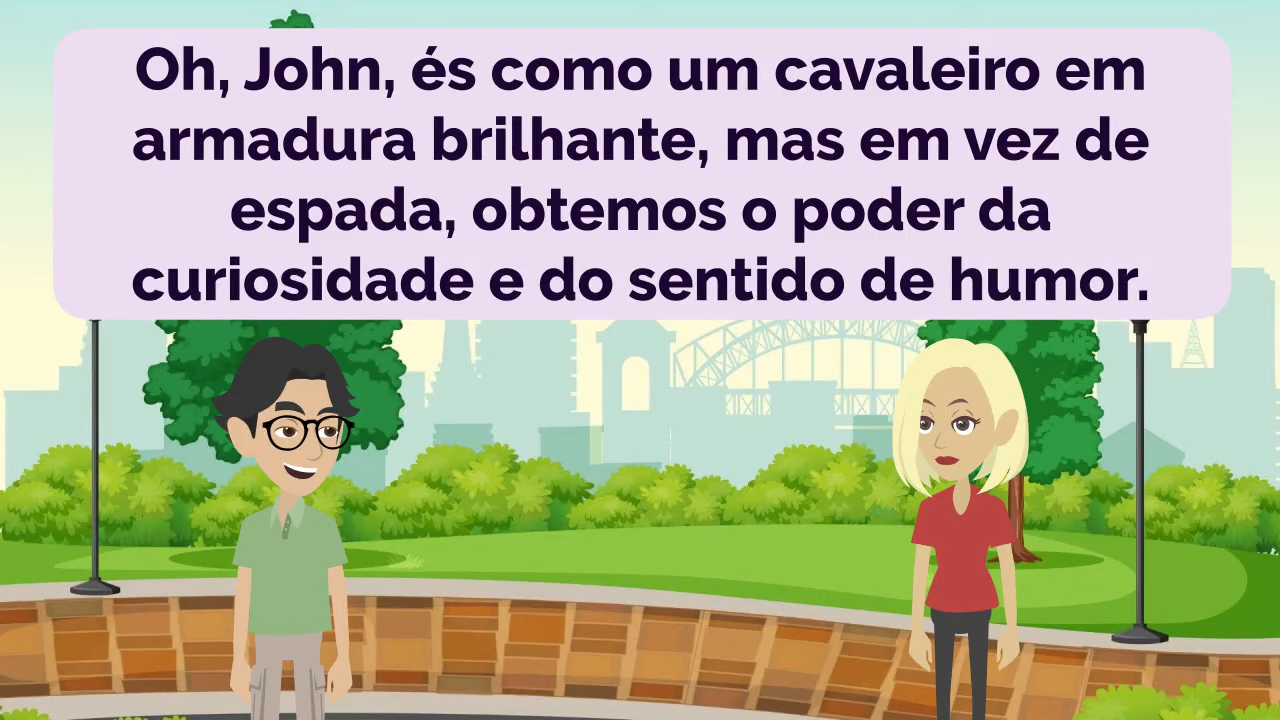 Oh, John, és como um cavaleiro em
armadura brilhante, mas em vez de
espada, obtemos o poder da
curiosidade e do sentido de humor.